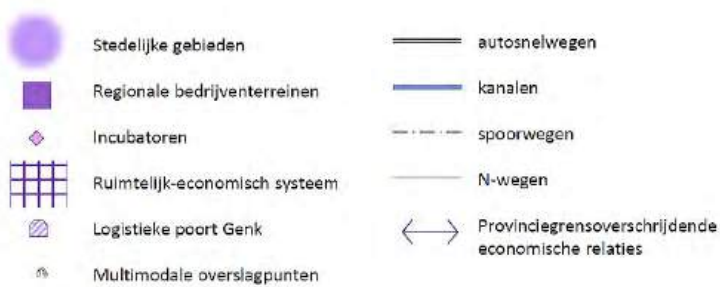 Stedelijke gebieden
Regionale bedrijventerreinen
Incubatoren
Ruimtelijk-economisch systeem
Logistieke poort Genk
Multimodale overslagpunten
autosnelwegen
kanalen
spoorwegen
N-wegen
Provinciegrensoverschrijdende
economische relaties